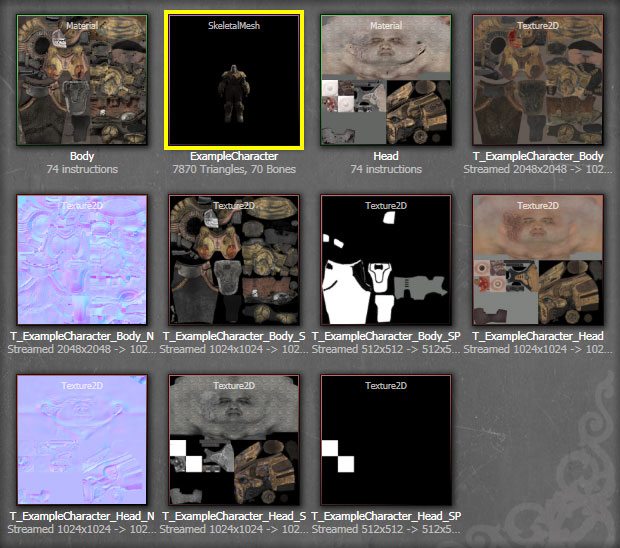 Material
SkeletalMesh
Material
Texture2D
Body
ExampleCharacter
Head
T_ExampleCharacter_Body
74 instructions
7870 Triangles, 70 Bones
74 instructions
Streamed 2048x2048 -> 102...
Texture2D
Texture2D
Texture2D
Texture2D
T_ExampleCharacter_Body_N
T_ExampleCharacter_Body_S
T_ExampleCharacter_Body_SP
T_ExampleCharacter_Head
Streamed 2048x2048 -> 102...
Streamed 1024x1024 -> 102...
Streamed 512x512 -> 512x5...
Streamed 1024x1024 -> 102...
Texture2D
Texture2D
Texture2D
T_ExampleCharacter_Head_N
T_ExampleCharacter_Head_S
T_ExampleCharacter_Head_SP
Streamed 1024x1024 -> 102...
Streamed 1024x1024 -> 102...
Streamed 512x512 -> 512x5...